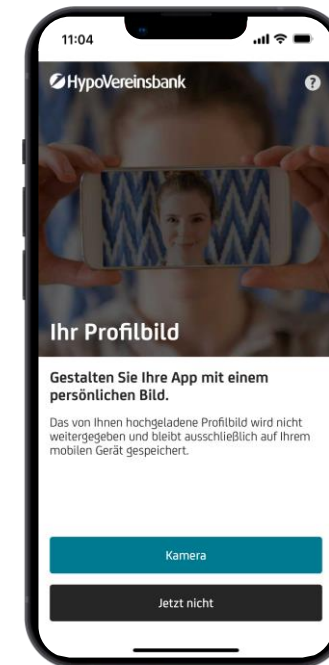 11:04
HypoVereinsbank
?
Ihr Profilbild
Gestalten Sie Ihre App mit einem
persönlichen Bild.
Das von Ihnen hochgeladene Profilbild wird nicht
weitergegeben und bleibt ausschließlich auf Ihrem
mobilen Gerät gespeichert.
Kamera
Jetzt nicht